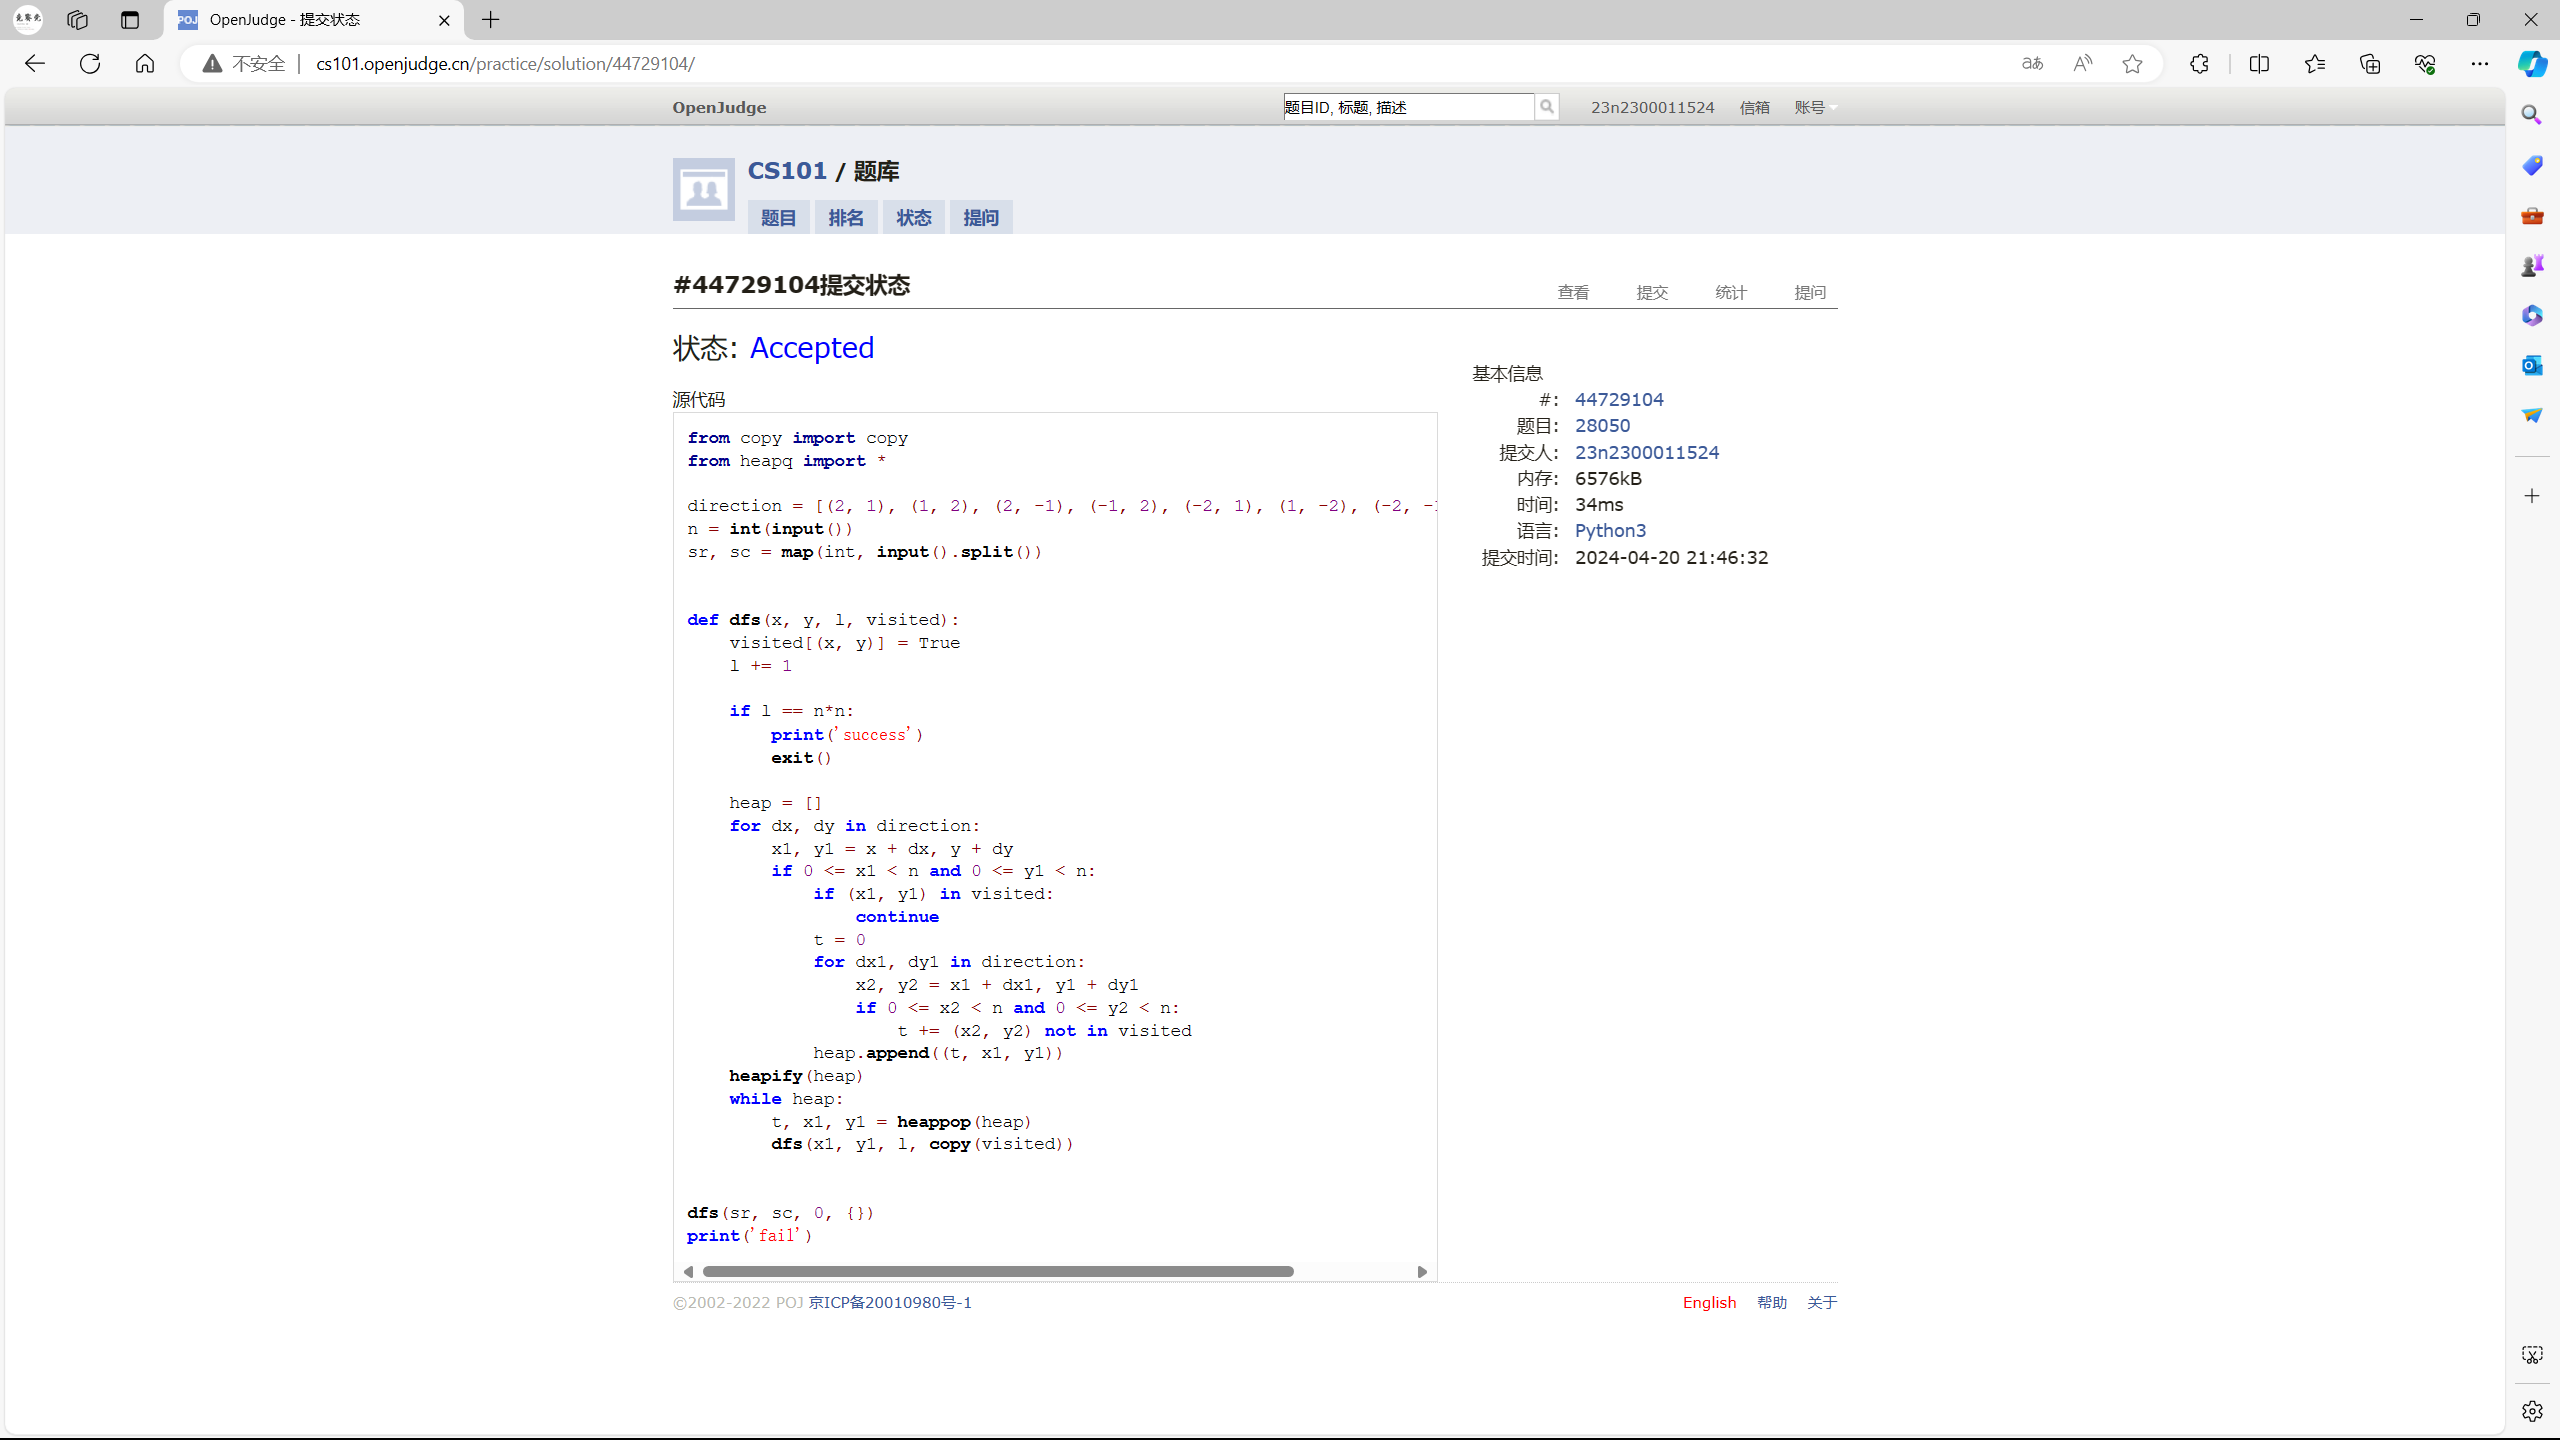 OpenJudge - 提交状态
不安全 cs101.openjudge.cn/practice/solution/44729104/
OpenJudge 题目ID, 标题, 描述 23n2300011524 信箱 账号
CS101 / 题库
题目 排名 状态 提问
#44729104提交状态 查看 提交 统计 提问
状态: Accepted
源代码
from copy import copy
from heapq import *
direction = [(2, 1), (1, 2), (2, -1), (-1, 2), (-2, 1), (1, -2), (-2, -1
n = int(input())
sr, sc = map(int, input().split())
def dfs(x, y, l, visited):
    visited[(x, y)] = True
    l += 1
    if l == n*n:
        print('success')
        exit()
    heap = []
    for dx, dy in direction:
        x1, y1 = x + dx, y + dy
        if 0 <= x1 < n and 0 <= y1 < n:
            if (x1, y1) in visited:
                continue
            t = 0
            for dx1, dy1 in direction:
                x2, y2 = x1 + dx1, y1 + dy1
                if 0 <= x2 < n and 0 <= y2 < n:
                    t += (x2, y2) not in visited
            heap.append((t, x1, y1))
    heapify(heap)
    while heap:
        t, x1, y1 = heappop(heap)
        dfs(x1, y1, l, copy(visited))
dfs(sr, sc, 0, {})
print('fail')
基本信息
#: 44729104
题目: 28050
提交人: 23n2300011524
内存: 6576kB
时间: 34ms
语言: Python3
提交时间: 2024-04-20 21:46:32
©2002-2022 POJ 京ICP备20010980号-1 English 帮助 关于